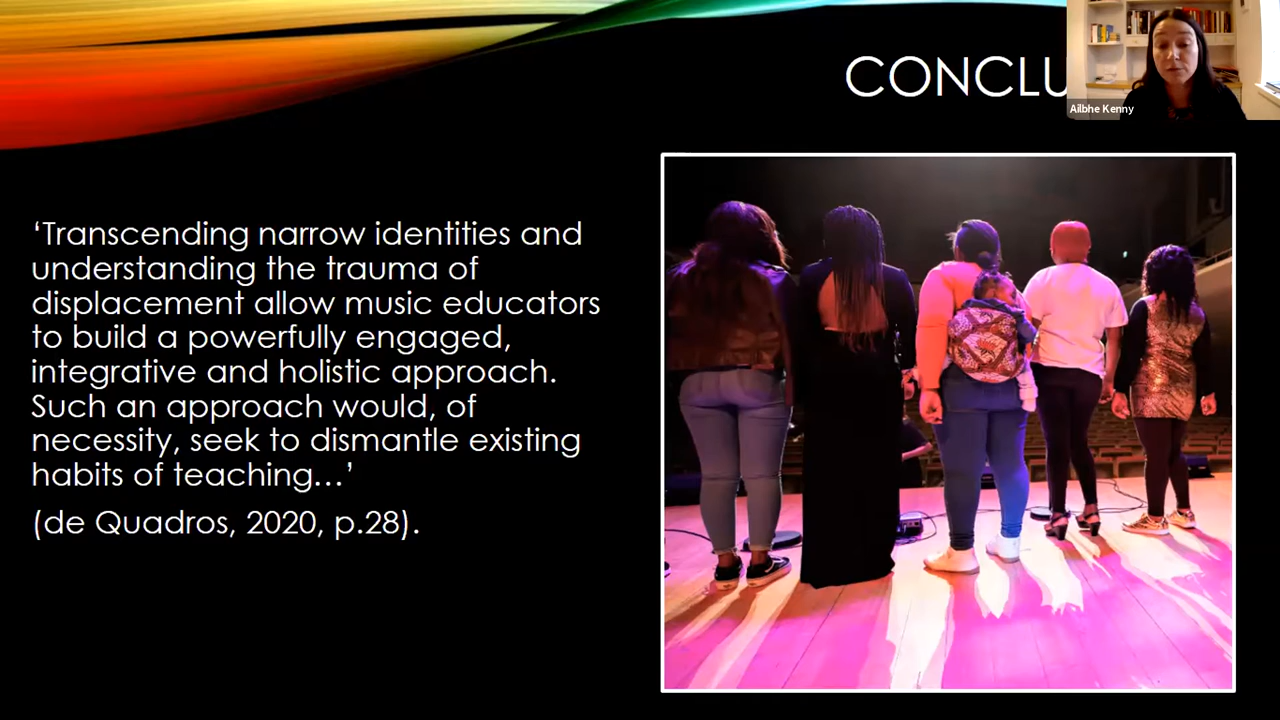 CONCLU
Ailbhe Kenny
‘Transcending narrow identities and
understanding the trauma of
displacement allow music educators
to build a powerfully engaged,
integrative and holistic approach.
Such an approach would, of
necessity, seek to dismantle existing
habits of teaching…’
(de Quadros, 2020, p.28).